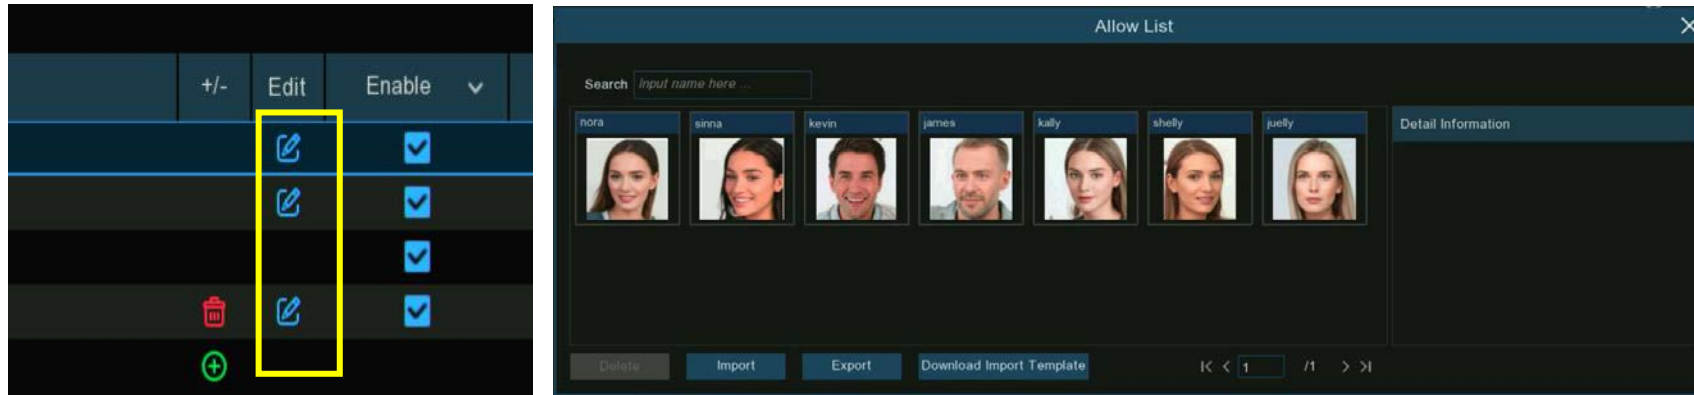 +/- Edit Enable
Allow List
Search Input name here ...
nora sinna kevin james kally shelly juelly
Detail Information
Delete Import Export Download Import Template 1 /1